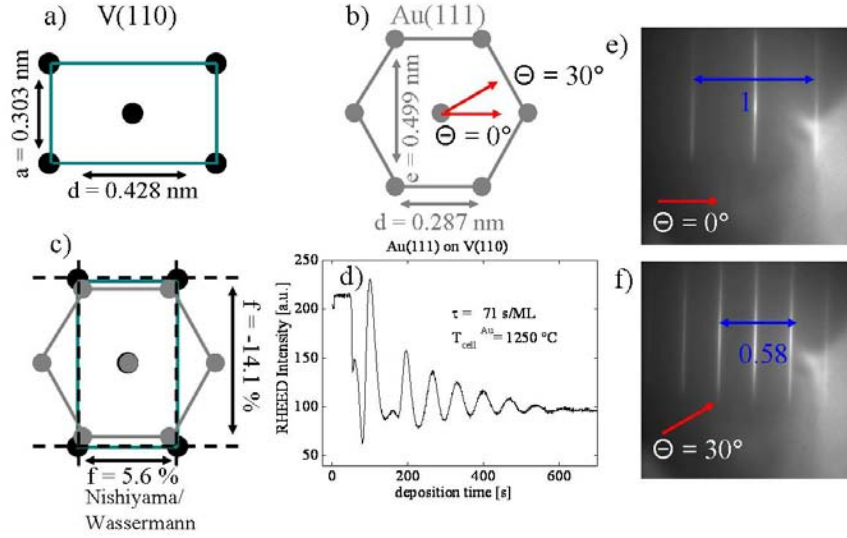 a)
V(110)
a = 0.303 nm
d = 0.428 nm
b)
Au(111)
e = 0.499 nm
Θ = 30°
Θ = 0°
d = 0.287 nm
c)
f = -14.1 %
f = 5.6 %
Nishiyama/
Wassermann
Au(111) on V(110)
d)
RHEED Intensity [a.u.]
250
200
150
100
50
τ = 71 s/ML
T_cell^Au = 1250 °C
0 200 400 600
deposition time [s]
e)
1
Θ = 0°
f)
0.58
Θ = 30°